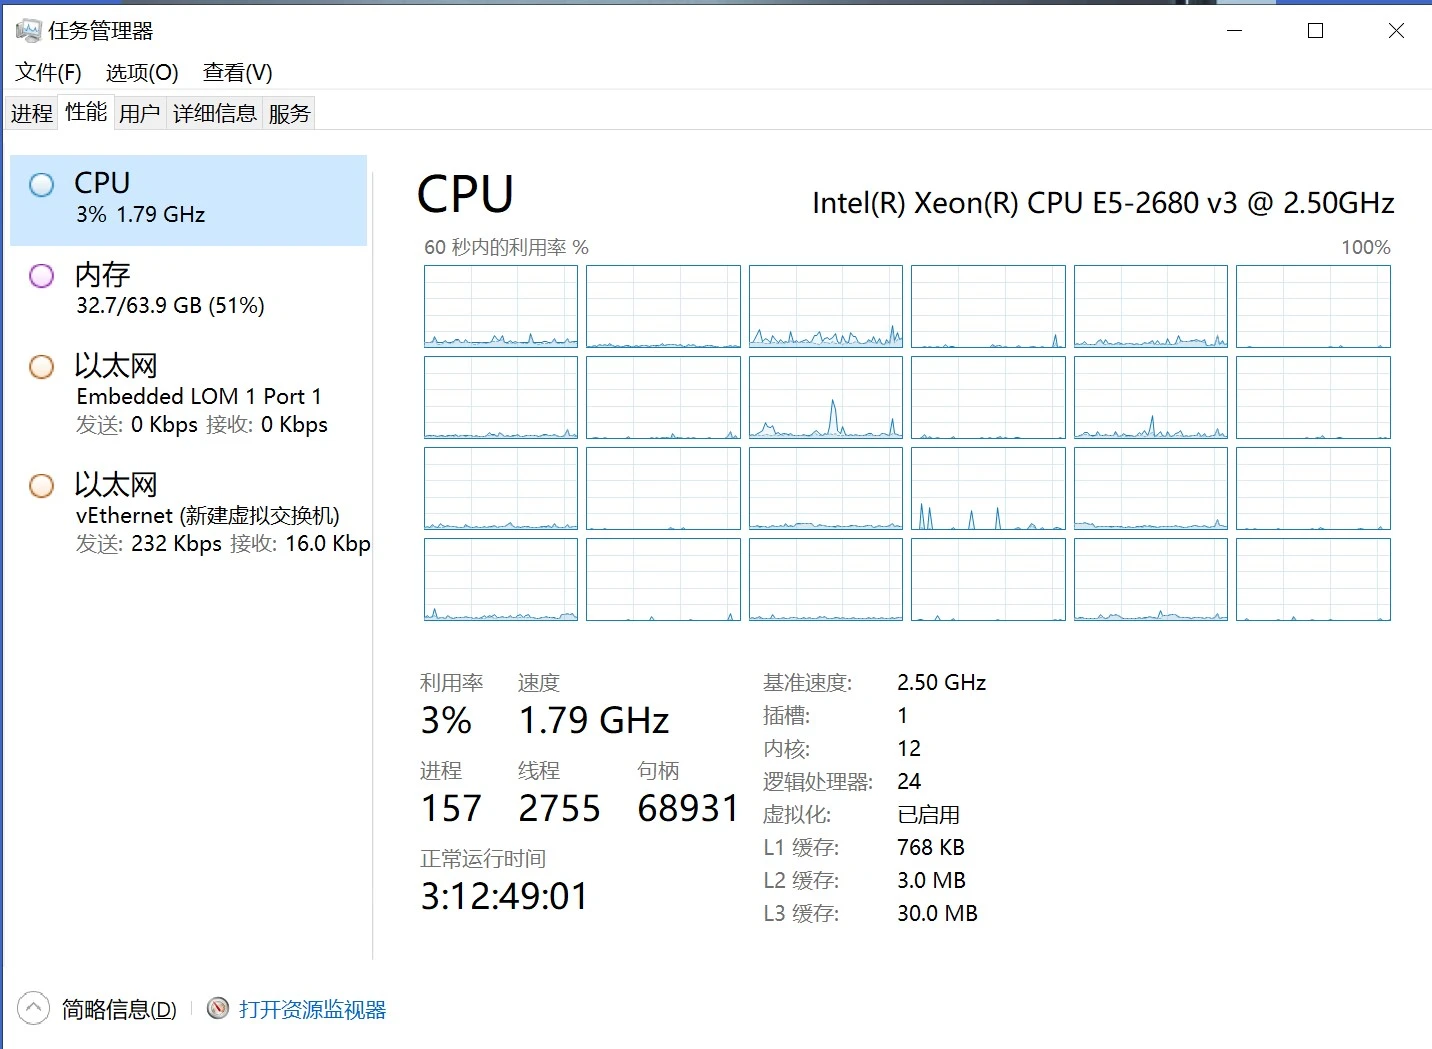 任务管理器
文件(F) 选项(O) 查看(V)
进程 性能 用户 详细信息 服务
CPU
3% 1.79 GHz
内存
32.7/63.9 GB (51%)
以太网
Embedded LOM 1 Port 1
发送: 0 Kbps 接收: 0 Kbps
以太网
vEthernet (新建虚拟交换机)
发送: 232 Kbps 接收: 16.0 Kbp
CPU
Intel(R) Xeon(R) CPU E5-2680 v3 @ 2.50GHz
60 秒内的利用率 % 100%
利用率 速度
3% 1.79 GHz
进程 线程 句柄
157 2755 68931
正常运行时间
3:12:49:01
基准速度: 2.50 GHz
插槽: 1
内核: 12
逻辑处理器: 24
虚拟化: 已启用
L1 缓存: 768 KB
L2 缓存: 3.0 MB
L3 缓存: 30.0 MB
简略信息(D) 打开资源监视器